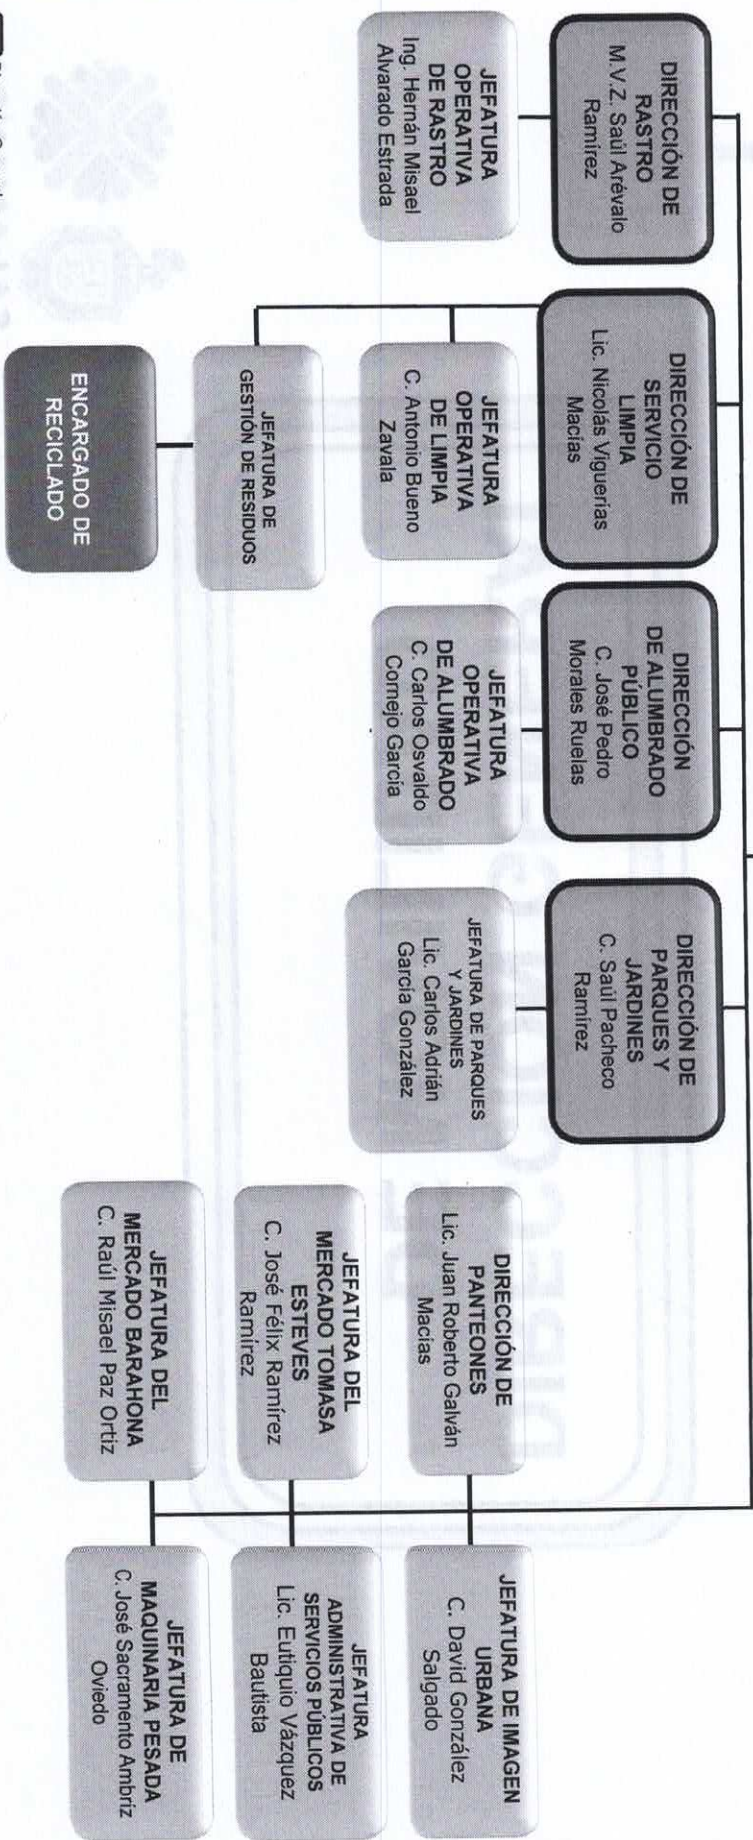 DIRECCIÓN DE
RASTRO
M.V.Z. Saúl Arévalo
Ramírez
JEFATURA
OPERATIVA
DE RASTRO
Ing. Hernán Misael
Alvarado Estrada
DIRECCIÓN DE
SERVICIO
LIMPIA
Lic. Nicolás Viguerías
Macías
JEFATURA
OPERATIVA
DE LIMPIA
C. Antonio Bueno
Zavala
JEFATURA DE
GESTIÓN DE RESIDUOS
ENCARGADO DE
RECICLADO
DIRECCIÓN
DE ALUMBRADO
PÚBLICO
C. José Pedro
Morales Ruelas
JEFATURA
OPERATIVA
DE ALUMBRADO
C. Carlos Osvaldo
Cornejo García
DIRECCIÓN DE
PARQUES Y
JARDINES
C. Saúl Pacheco
Ramírez
JEFATURA DE PARQUES
Y JARDINES
Lic. Carlos Adrián
García González
DIRECCIÓN DE
PANTEONES
Lic. Juan Roberto Galván
Macías
JEFATURA DE IMAGEN
URBANA
C. David González
Salgado
JEFATURA DEL
MERCADO TOMASA
ESTEVES
C. José Félix Ramírez
Ramírez
JEFATURA
ADMINISTRATIVA DE
SERVICIOS PÚBLICOS
Lic. Eutiquio Vázquez
Bautista
JEFATURA DEL
MERCADO BARAHONA
C. Raúl Misael Paz Ortiz
JEFATURA DE
MAQUINARIA PESADA
C. José Sacramento Ambríz
Oviedo